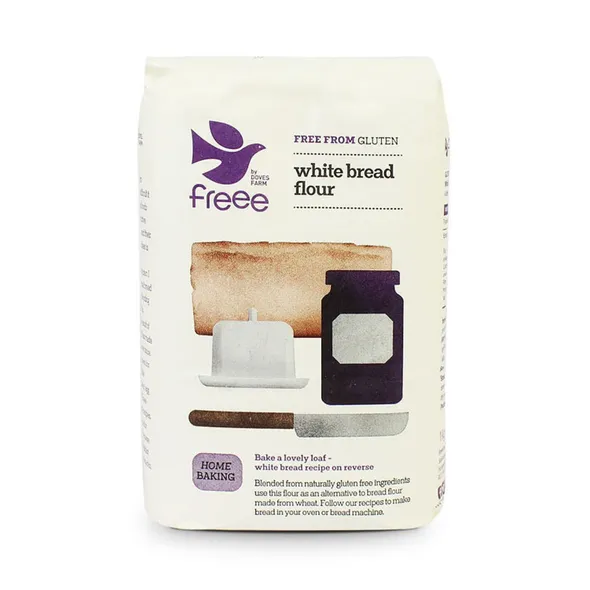 FREE FROM GLUTEN
white bread
flour
by
DOVES
FARM
freee
HOME
BAKING
Bake a lovely loaf -
white bread recipe on reverse
Blended from naturally gluten free ingredients
use this flour as an alternative to bread flour
made from wheat. Follow our recipes to make
bread in your oven or bread machine.